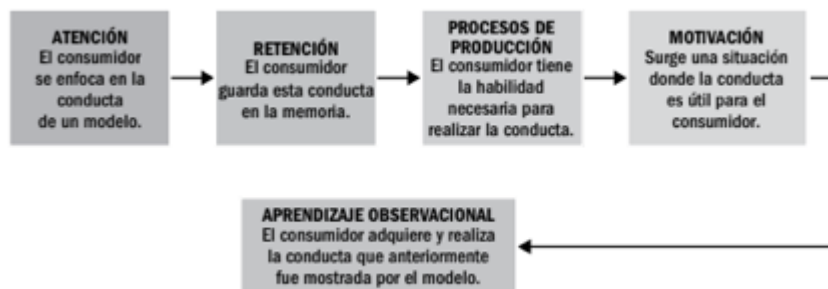 ATENCIÓN
El consumidor
se enfoca en la
conducta
de un modelo.
RETENCIÓN
El consumidor
guarda esta conducta
en la memoria.
PROCESOS DE
PRODUCCIÓN
El consumidor tiene
la habilidad
necesaria para
realizar la conducta.
MOTIVACIÓN
Surge una situación
donde la conducta
es útil para el
consumidor.
APRENDIZAJE OBSERVACIONAL
El consumidor adquiere y realiza
la conducta que anteriormente
fue mostrada por el modelo.